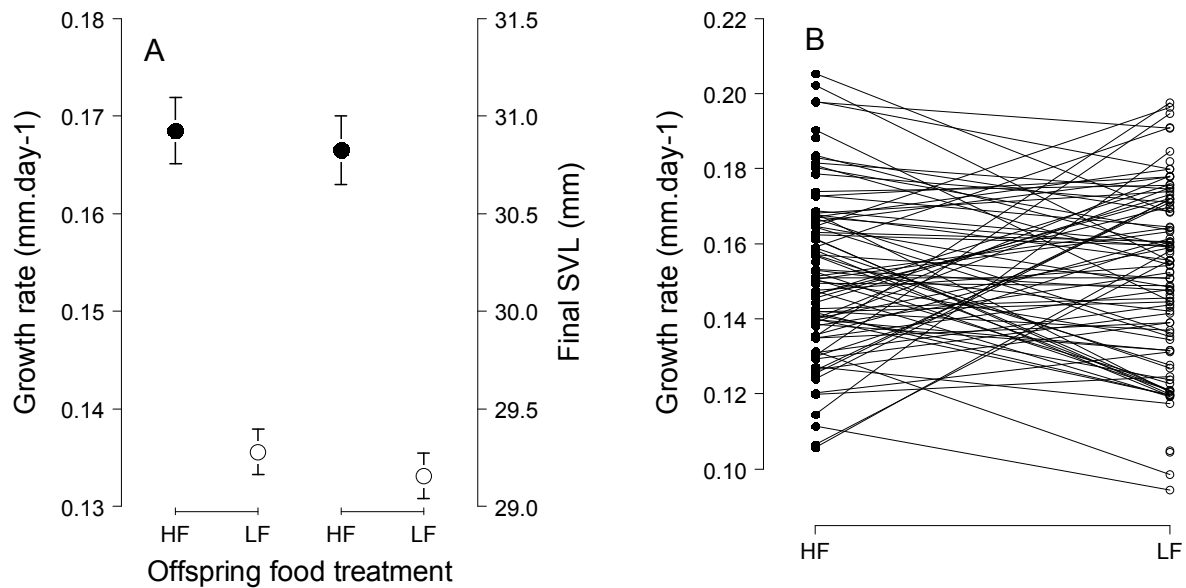 A
Growth rate (mm.day-1)
0.18
0.17
0.16
0.15
0.14
0.13
31.5
31.0
30.5
30.0
29.5
29.0
Final SVL (mm)
HF LF HF LF
Offspring food treatment
B
Growth rate (mm.day-1)
0.22
0.20
0.18
0.16
0.14
0.12
0.10
HF LF